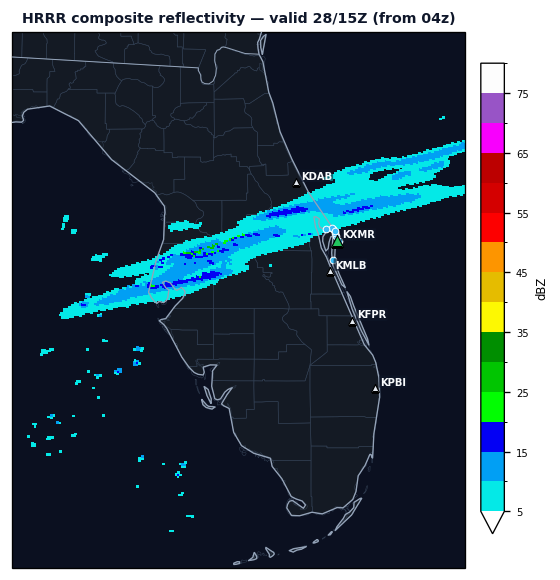 HRRR composite reflectivity — valid 28/15Z (from 04z)
KDAB
KXMR
KMLB
KFPR
KPBI
75
65
55
45
35
25
15
5
dBZ